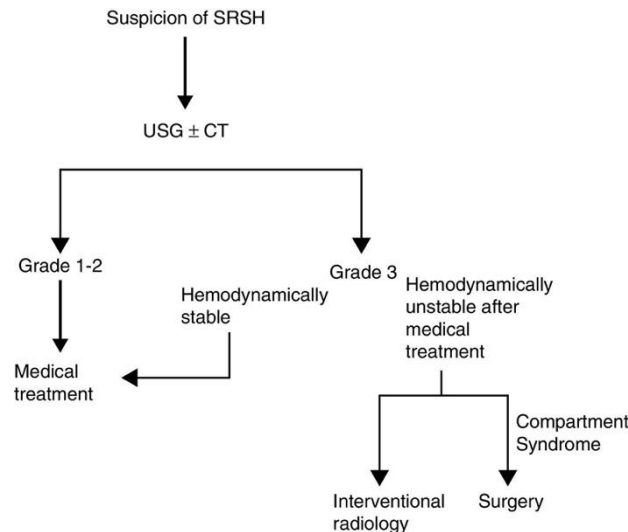 Suspicion of SRSH
USG ± CT
Grade 1-2
Grade 3
Hemodynamically
stable
Hemodynamically
unstable after
medical
treatment
Medical
treatment
Compartment
Syndrome
Interventional
radiology
Surgery